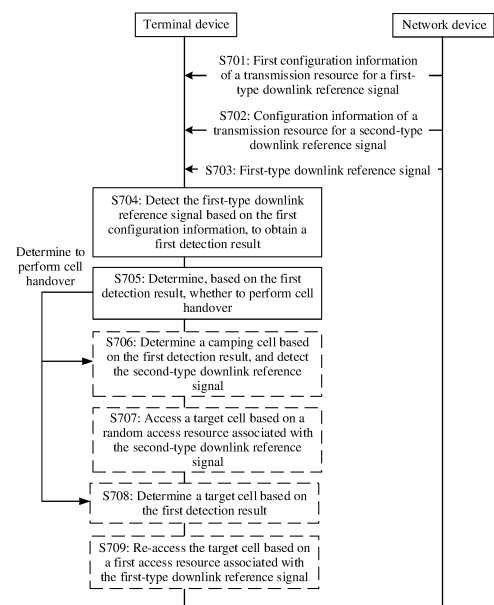 Terminal device
Network device
S701: First configuration information
of a transmission resource for a first-
type downlink reference signal
S702: Configuration information of a
transmission resource for a second-type
downlink reference signal
S703: First-type downlink reference signal
S704: Detect the first-type downlink
reference signal based on the first
configuration information, to obtain a
first detection result
Determine to
perform cell
handover
S705: Determine, based on the first
detection result, whether to perform cell
handover
S706: Determine a camping cell
based on the first detection result, and detect
the second-type downlink reference
signal
S707: Access a target cell based on a
random access resource associated with
the second-type downlink reference
signal
S708: Determine a target cell based on
the first detection result
S709: Re-access the target cell based on
a first access resource associated with
the first-type downlink reference signal